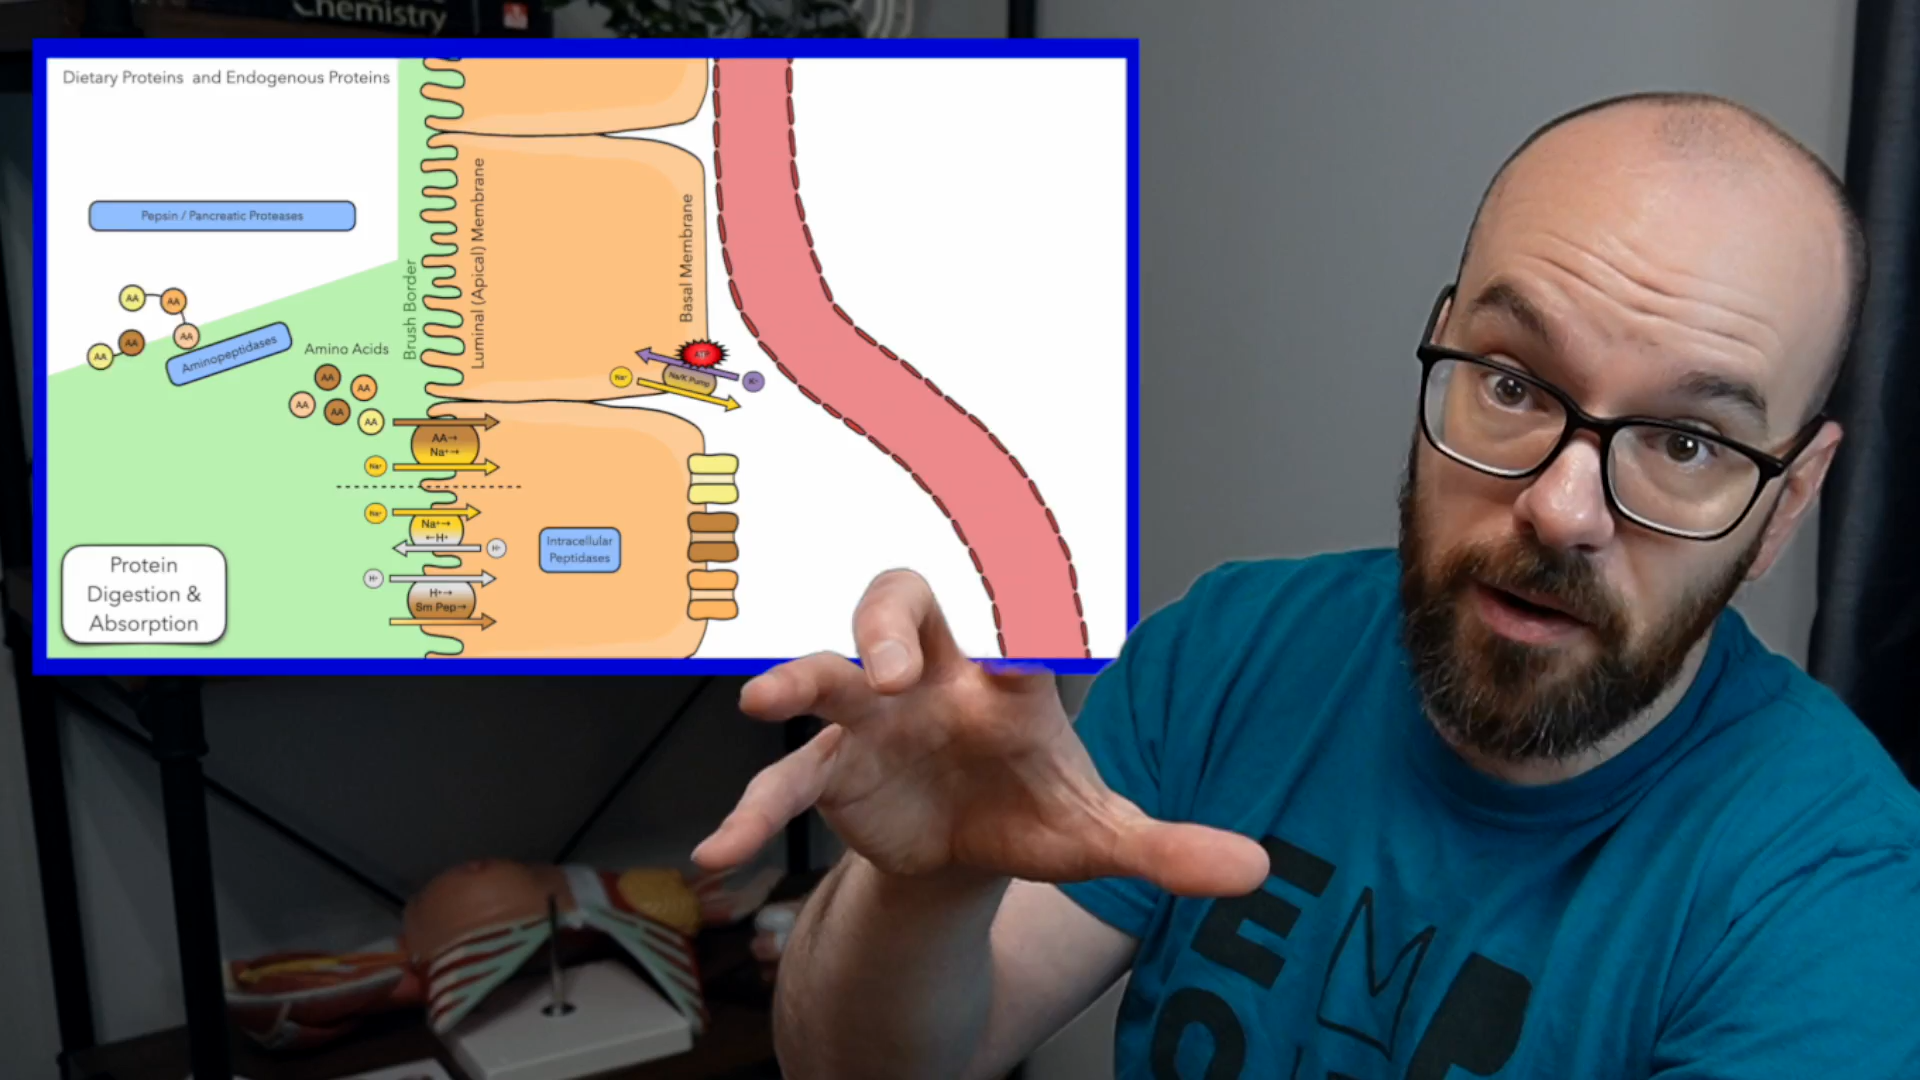 Chemistry
Dietary Proteins and Endogenous Proteins
Pepsin / Pancreatic Proteases
AA
AA
AA
AA
AA
Aminopeptidases
Amino Acids
AA
AA
AA
AA
AA
Brush Border
Luminal (Apical) Membrane
Basal Membrane
ATP
Na/K Pump
Na⁺
K⁺
AA→
Na⁺→
Na⁺
Na⁺
Na⁺→
←H⁺
H⁺
H⁺
H⁺→
Sm Pep→
Intracellular
Peptidases
Protein
Digestion &
Absorption